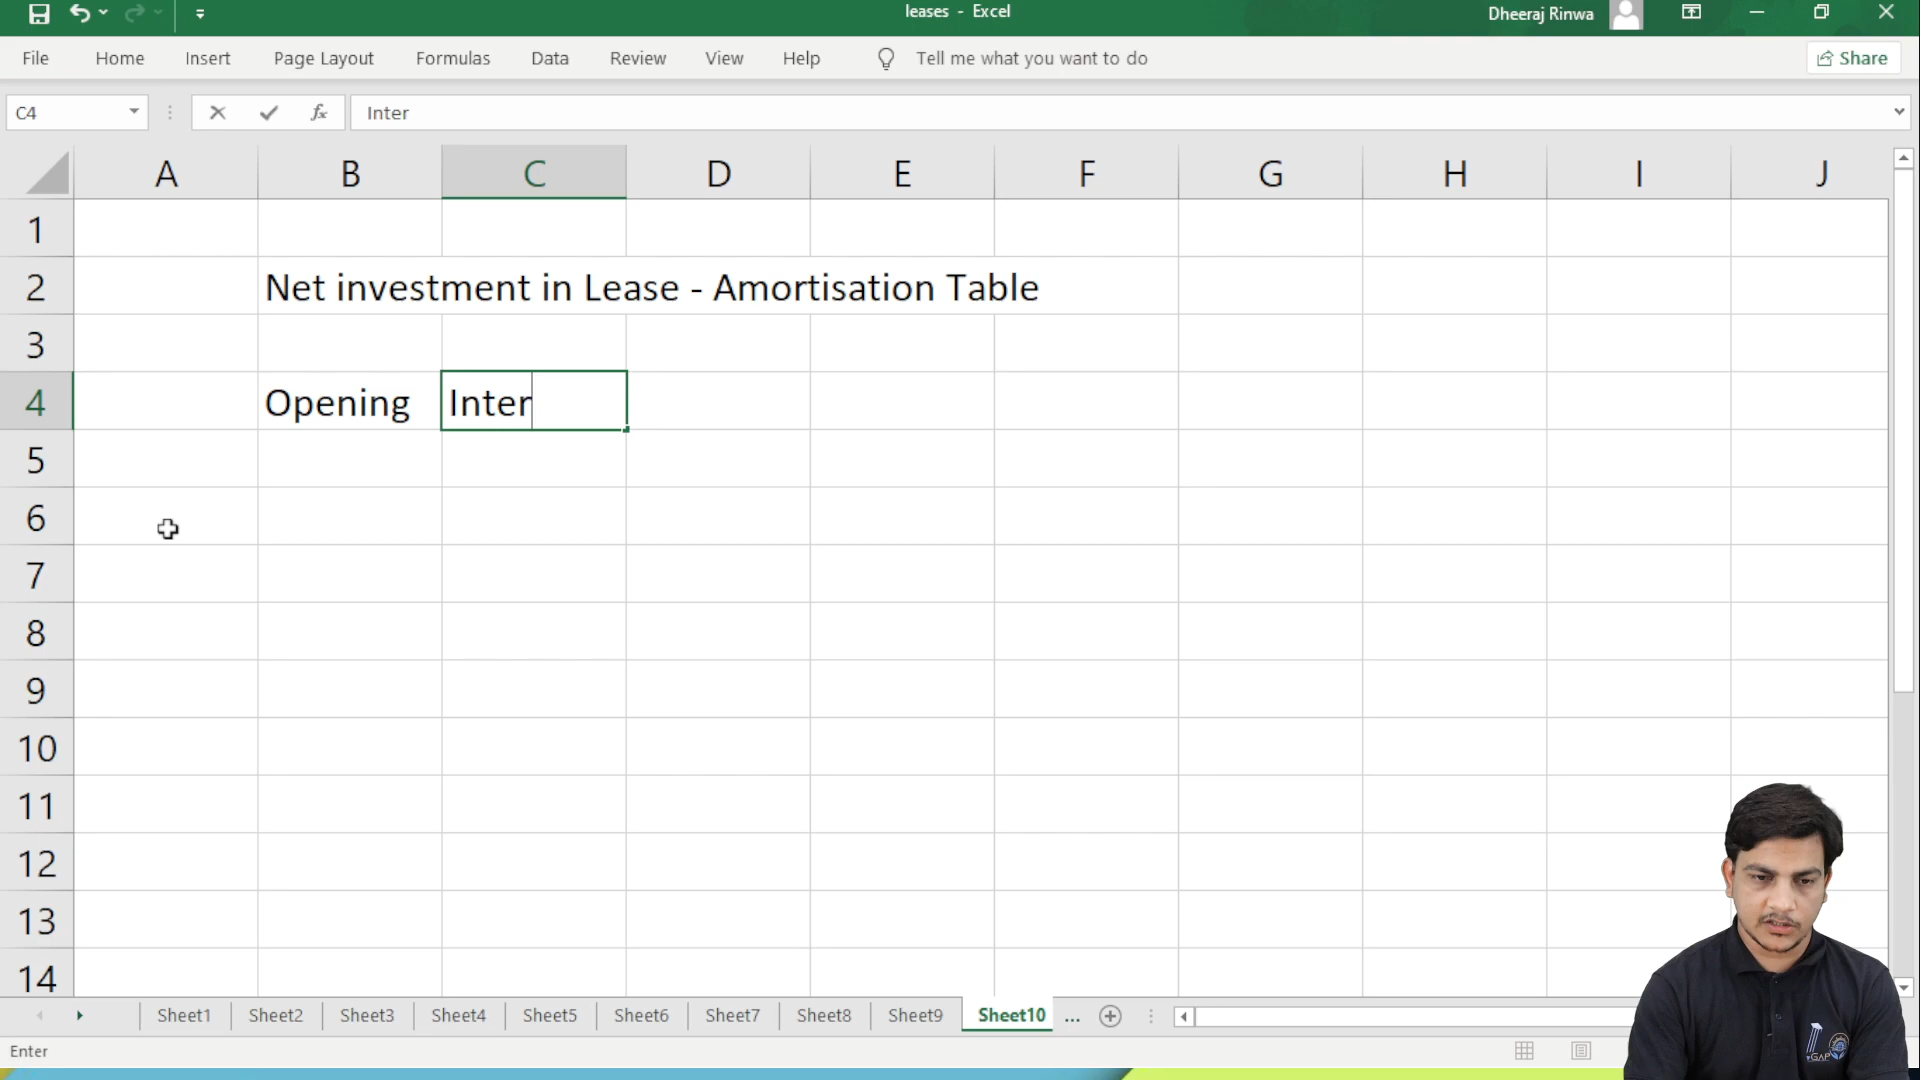 leases - Excel
Dheeraj Rinwa
File Home Insert Page Layout Formulas Data Review View Help Tell me what you want to do Share
C4 fx Inter
A B C D E F G H I J
1
2 Net investment in Lease - Amortisation Table
3
4 Opening Inter
5
6
7
8
9
10
11
12
13
14
Sheet1 Sheet2 Sheet3 Sheet4 Sheet5 Sheet6 Sheet7 Sheet8 Sheet9 Sheet10 ...
Enter